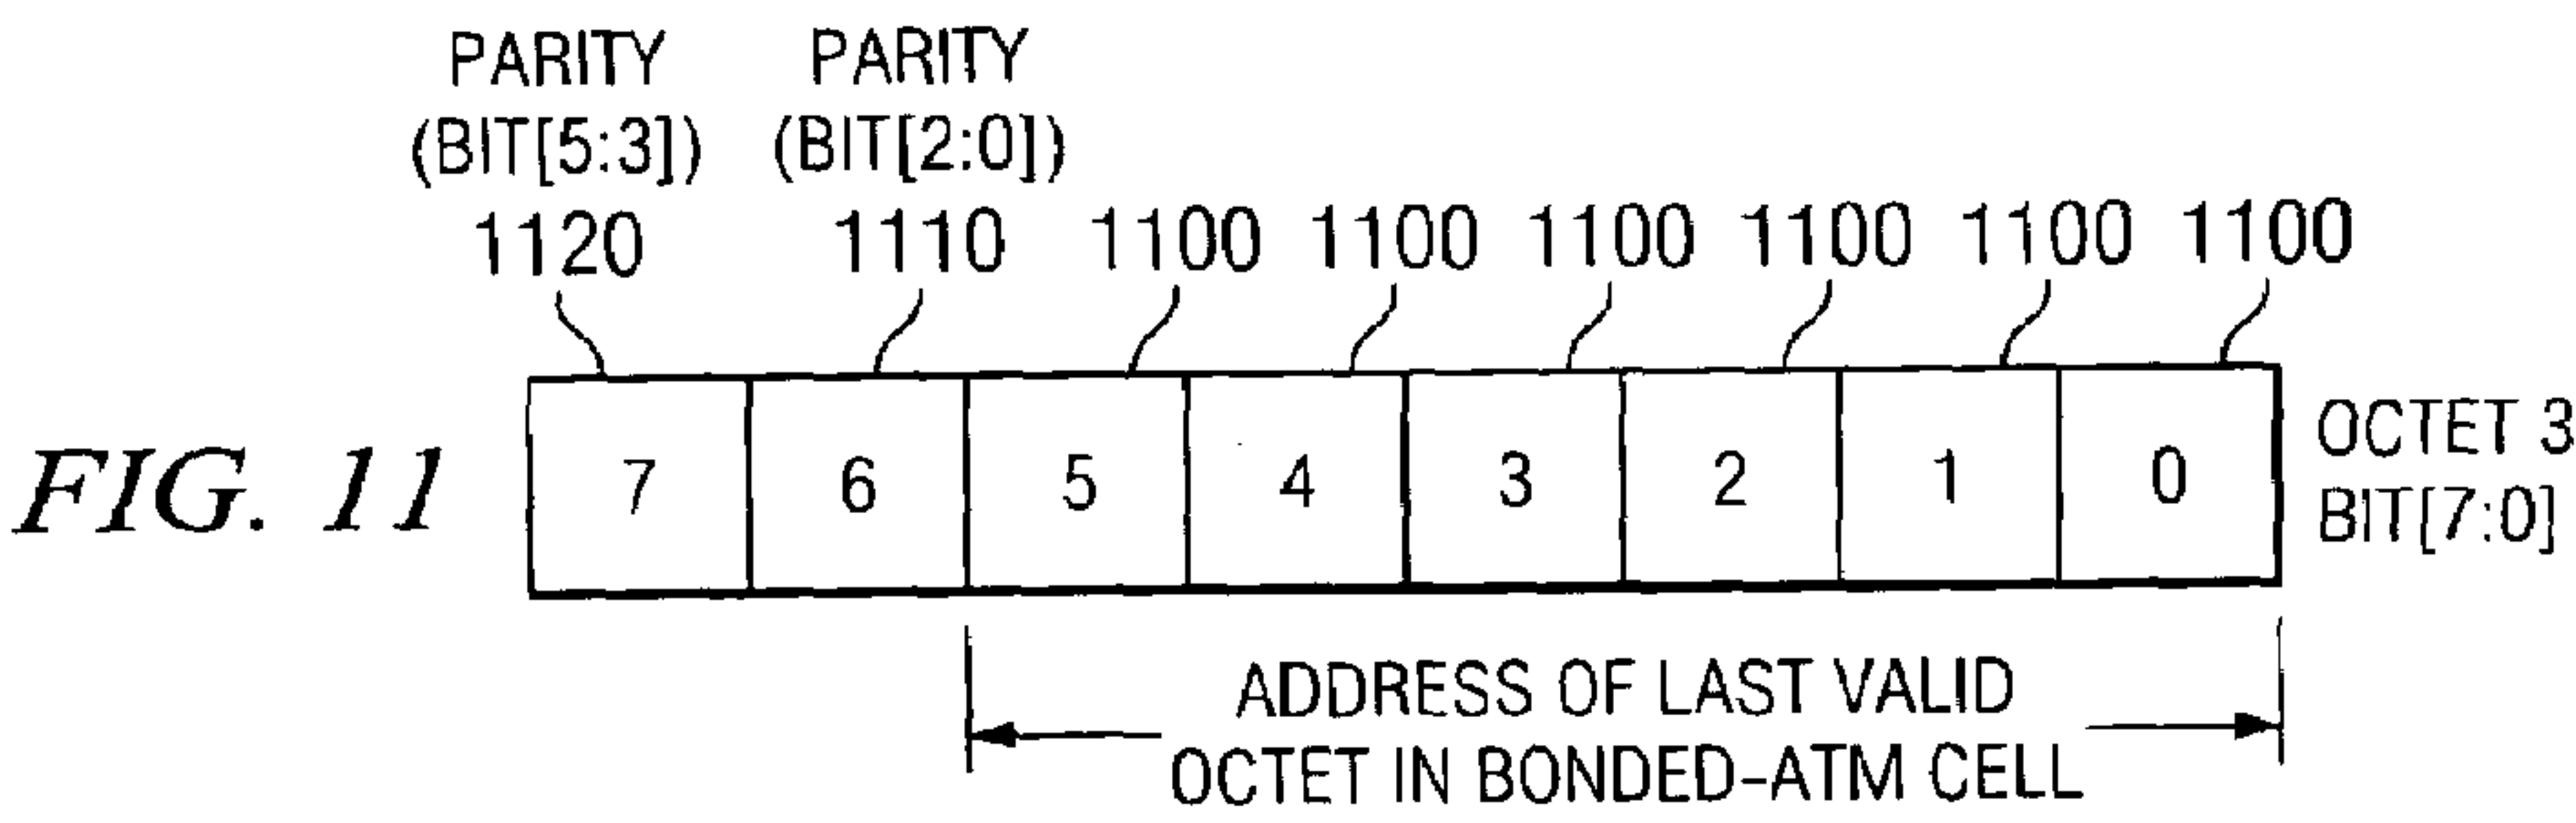 PARITY PARITY
(BIT[5:3]) (BIT[2:0])
1120 1110 1100 1100 1100 1100 1100 1100
FIG. 11 7 6 5 4 3 2 1 0 OCTET 3
BIT[7:0]
ADDRESS OF LAST VALID
OCTET IN BONDED-ATM CELL